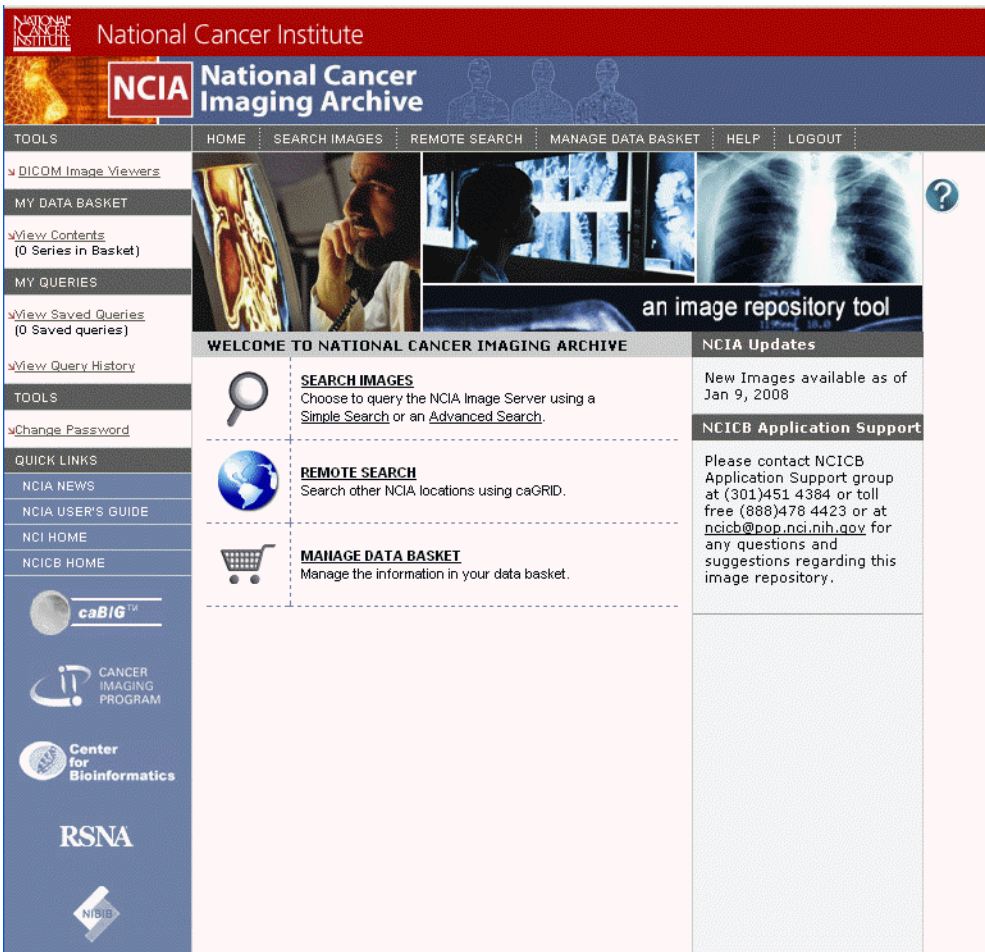 NATIONAL
CANCER
INSTITUTE
National Cancer Institute
NCIA
National Cancer
Imaging Archive
TOOLS
HOME
SEARCH IMAGES
REMOTE SEARCH
MANAGE DATA BASKET
HELP
LOGOUT
DICOM Image Viewers
MY DATA BASKET
View Contents
(0 Series in Basket)
MY QUERIES
View Saved Queries
(0 Saved queries)
View Query History
TOOLS
Change Password
QUICK LINKS
NCIA NEWS
NCIA USER'S GUIDE
NCI HOME
NCICB HOME
caBIG™
CANCER
IMAGING
PROGRAM
Center
for
Bioinformatics
RSNA
NIBIB
an image repository tool
WELCOME TO NATIONAL CANCER IMAGING ARCHIVE
SEARCH IMAGES
Choose to query the NCIA Image Server using a
Simple Search or an Advanced Search.
REMOTE SEARCH
Search other NCIA locations using caGRID.
MANAGE DATA BASKET
Manage the information in your data basket.
?
NCIA Updates
New Images available as of
Jan 9, 2008
NCICB Application Support
Please contact NCICB
Application Support group
at (301)451 4384 or toll
free (888)478 4423 or at
ncicb@pop.nci.nih.gov for
any questions and
suggestions regarding this
image repository.